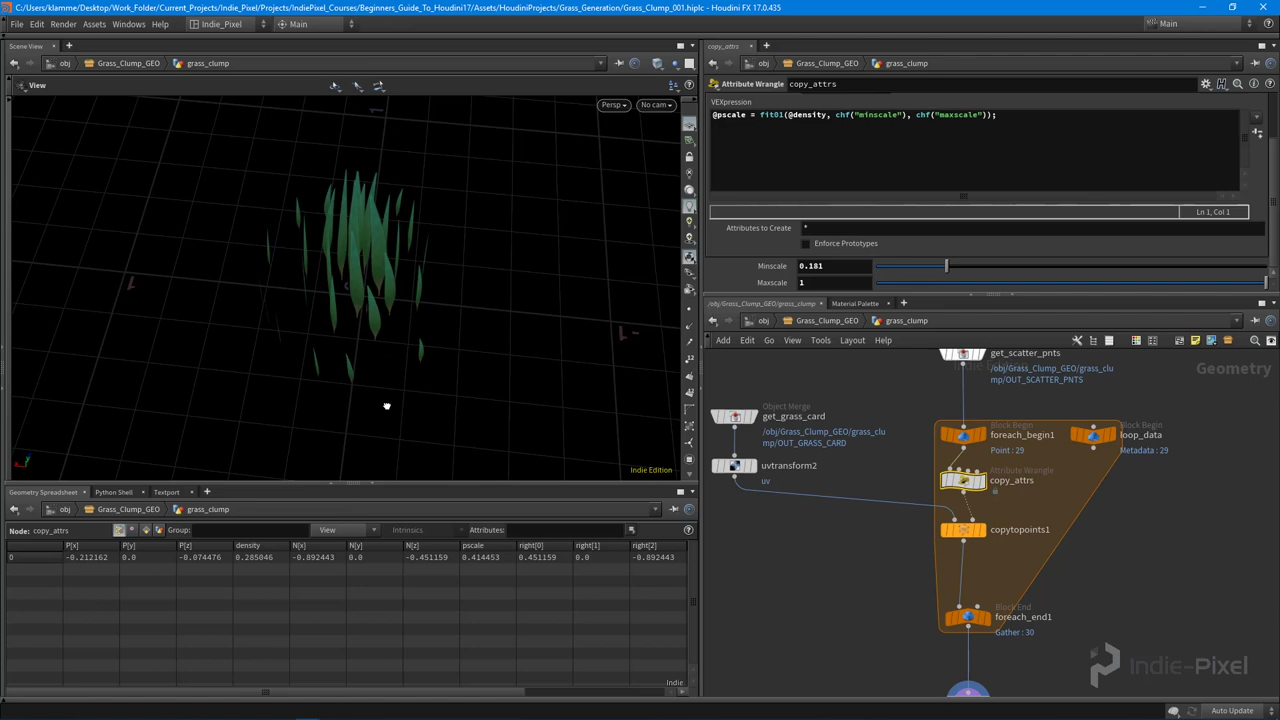 C:/Users/klamme/Desktop/Work_Folder/Current_Projects/Projects/IndiePixel_Courses/Beginners_Guide_To_Houdini17/Assets/HoudiniProjects/Grass_Generation/Grass_Clump_001.hiplc - Houdini FX 17.0.435
File Edit Render Assets Windows Help Indie_Pixel Main Main
Scene View
obj Grass_Clump_GEO grass_clump
View
Persp No cam
Indie Edition
Geometry Spreadsheet Python Shell Textport
obj Grass_Clump_GEO grass_clump
Node: copy_attrs Group: View Intrinsics Attributes:
P[x] P[y] P[z] density N[x] N[y] N[z] pscale right[0] right[1] right[2]
0 -0.212162 0.0 -0.074476 0.285046 -0.892443 0.0 -0.451159 0.414453 0.451159 0.0 -0.892443
Indie
copy_attrs
obj Grass_Clump_GEO grass_clump
Attribute Wrangle copy_attrs
VEXpression
@pscale = fit01(@density, chf("minscale"), chf("maxscale"));
Ln 1, Col 1
Attributes to Create *
Enforce Prototypes
Minscale 0.181
Maxscale 1
/obj/Grass_Clump_GEO/grass_clump Material Palette
obj Grass_Clump_GEO grass_clump
Add Edit Go View Tools Layout Help
Indie Edition
Geometry
get_scatter_pnts
/obj/Grass_Clump_GEO/grass_clu
mp/OUT_SCATTER_PNTS
Object Merge
get_grass_card
/obj/Grass_Clump_GEO/grass_clu
mp/OUT_GRASS_CARD
uvtransform2
uv
Block Begin
foreach_begin1
Point : 29
Block Begin
loop_data
Metadata : 29
Attribute Wrangle
copy_attrs
copytopoints1
Block End
foreach_end1
Gather : 30
Indie-Pixel
Auto Update